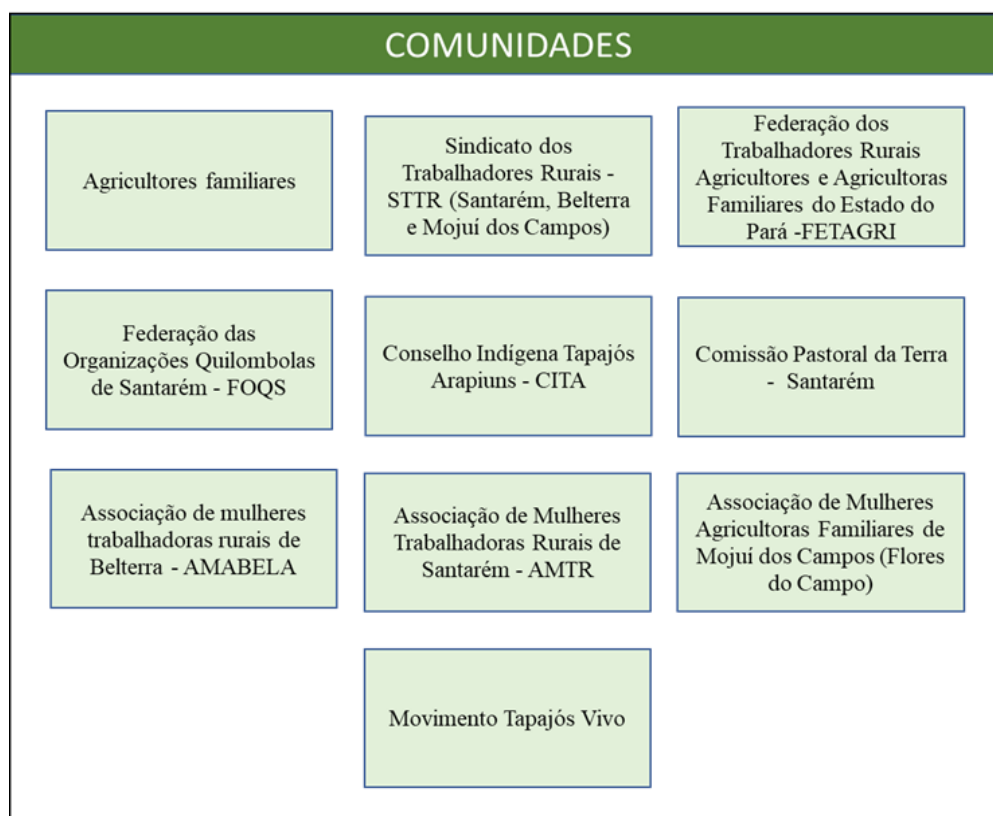 COMUNIDADES
Agricultores familiares
Sindicato dos
Trabalhadores Rurais -
STTR (Santarém, Belterra
e Mojuí dos Campos)
Federação dos
Trabalhadores Rurais
Agricultores e Agricultoras
Familiares do Estado do
Pará -FETAGRI
Federação das
Organizações Quilombolas
de Santarém - FOQS
Conselho Indígena Tapajós
Arapiuns - CITA
Comissão Pastoral da Terra
- Santarém
Associação de mulheres
trabalhadoras rurais de
Belterra - AMABELA
Associação de Mulheres
Trabalhadoras Rurais de
Santarém - AMTR
Associação de Mulheres
Agricultoras Familiares de
Mojuí dos Campos (Flores
do Campo)
Movimento Tapajós Vivo